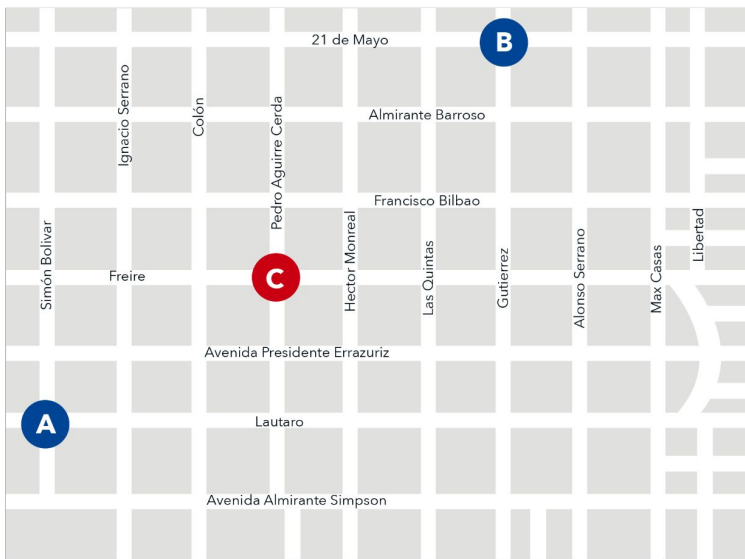 B
21 de Mayo
Almirante Barroso
Ignacio Serrano
Colón
Pedro Aguirre Cerda
Francisco Bilbao
Simón Bolivar
Hector Monreal
Las Quintas
Gutierrez
Alonso Serrano
Max Casas
Libertad
Freire
C
Avenida Presidente Errazuriz
A
Lautaro
Avenida Almirante Simpson